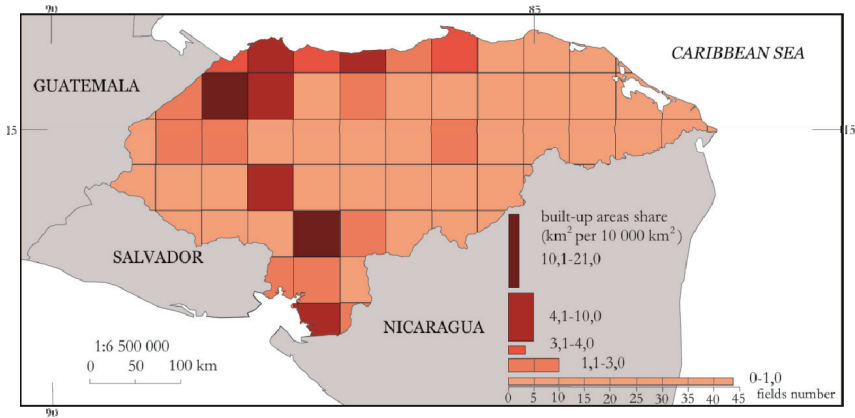 90
85
CARIBBEAN SEA
GUATEMALA
15
15
built-up areas share
(km² per 10 000 km²)
10,1-21,0
SALVADOR
4,1-10,0
NICARAGUA
3,1-4,0
1:6 500 000
0 50 100 km
1,1-3,0
0-1,0
0 5 10 15 20 25 30 35 40 45
fields number
90
85